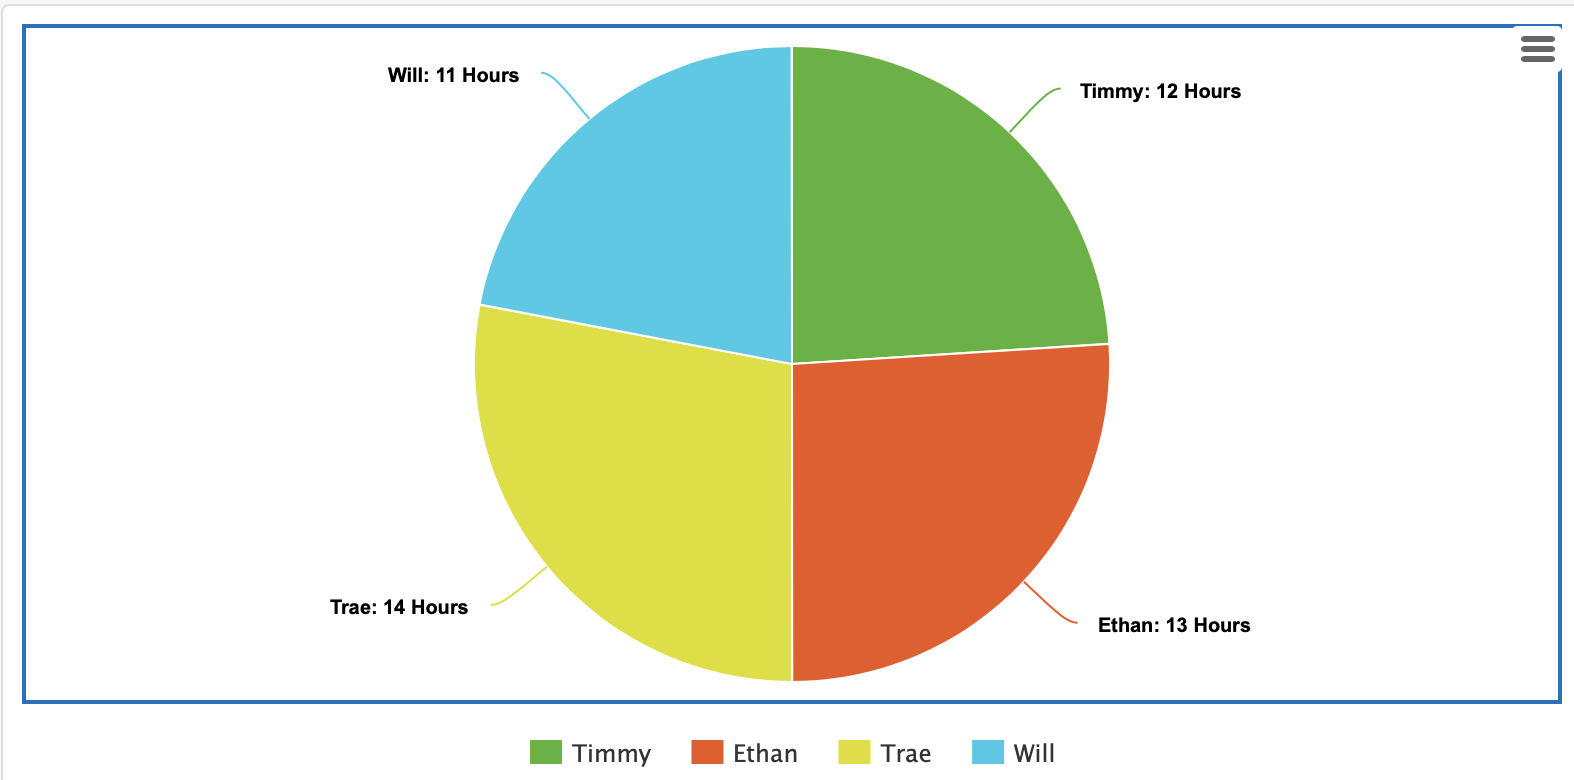 Will: 11 Hours
Timmy: 12 Hours
Trae: 14 Hours
Ethan: 13 Hours
Timmy Ethan Trae Will